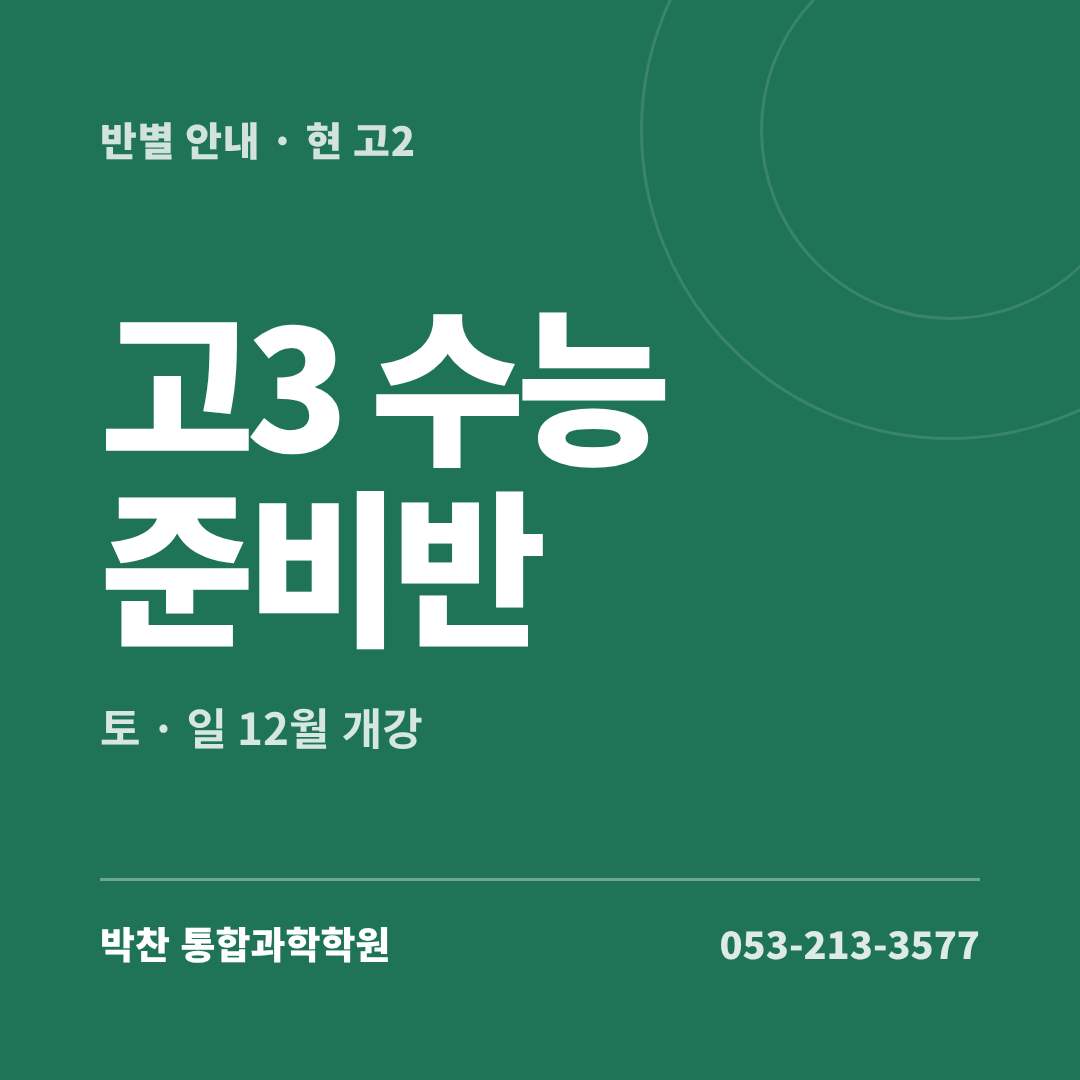 반별 안내 · 현 고2
고3 수능
준비반
토 · 일 12월 개강
박찬 통합과학학원
053-213-3577